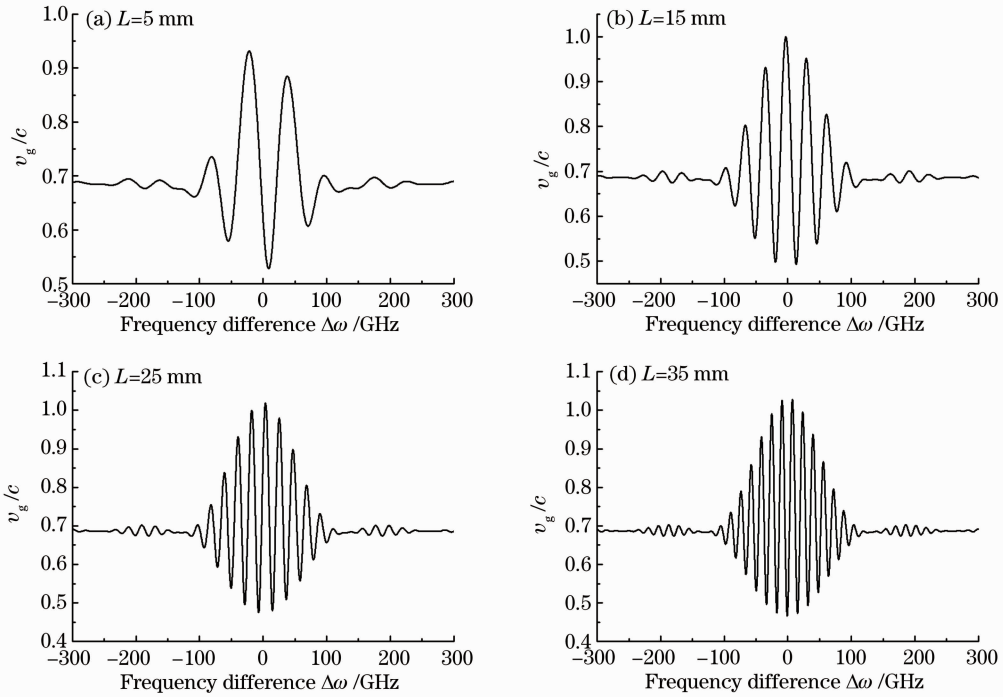 (a) L=5 mm
1.0
0.9
0.8
0.7
0.6
0.5
v_g/c
−300 −200 −100 0 100 200 300
Frequency difference Δω /GHz
(b) L=15 mm
1.0
0.9
0.8
0.7
0.6
0.5
v_g/c
−300 −200 −100 0 100 200 300
Frequency difference Δω /GHz
(c) L=25 mm
1.1
1.0
0.9
0.8
0.7
0.6
0.5
0.4
v_g/c
−300 −200 −100 0 100 200 300
Frequency difference Δω /GHz
(d) L=35 mm
1.1
1.0
0.9
0.8
0.7
0.6
0.5
0.4
v_g/c
−300 −200 −100 0 100 200 300
Frequency difference Δω /GHz